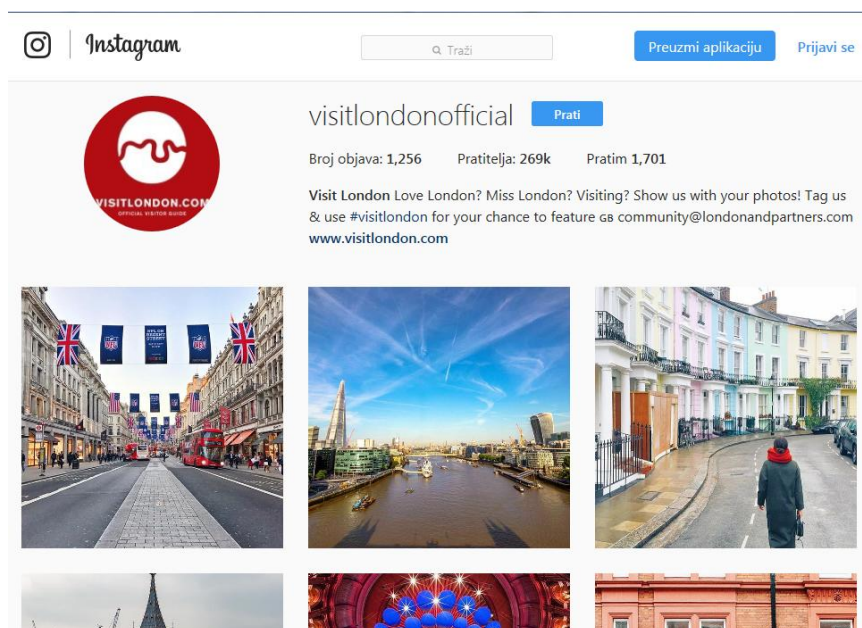 Instagram
Traži
Preuzmi aplikaciju
Prijavi se
visitlondonofficial
Prati
Broj objava: 1,256 Pratitelja: 269k Pratim 1,701
Visit London Love London? Miss London? Visiting? Show us with your photos! Tag us
& use #visitlondon for your chance to feature GB community@londonandpartners.com
www.visitlondon.com
VISITLONDON.COM
OFFICIAL VISITOR GUIDE
NFL
NFL